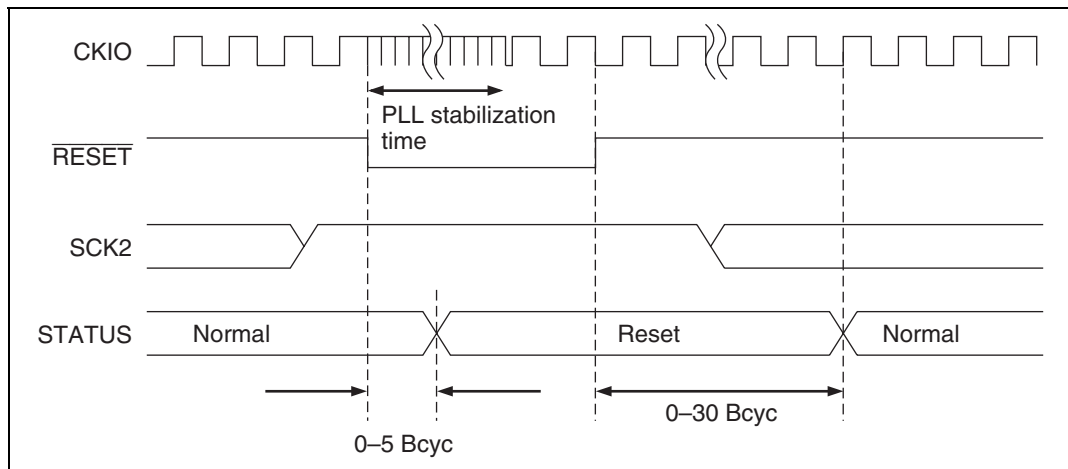 CKIO
PLL stabilization
time
RESET
SCK2
STATUS
Normal
Reset
Normal
0–5 Bcyc
0–30 Bcyc